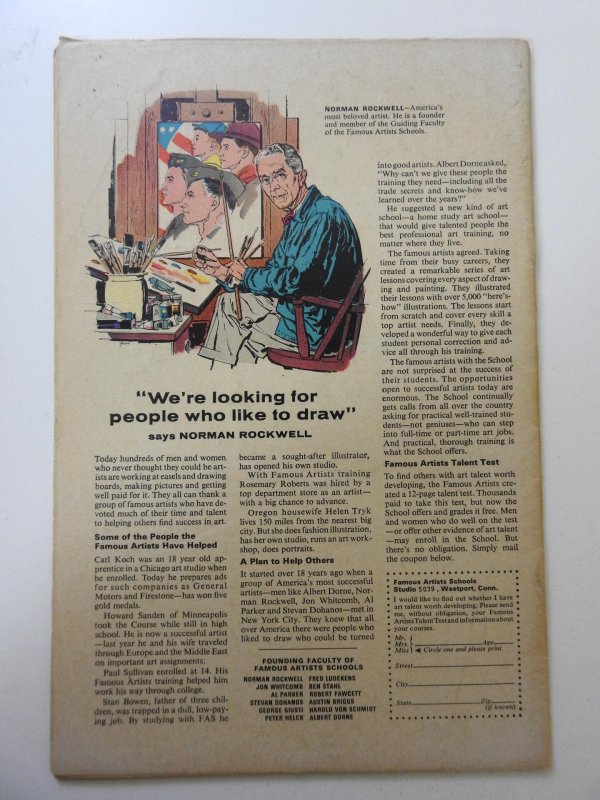 NORMAN ROCKWELL—America's
most beloved artist. He is a founder
and member of the Guiding Faculty
of the Famous Artists Schools.
"We're looking for
people who like to draw"
says NORMAN ROCKWELL
Today hundreds of men and women
who never thought they could be art-
ists are working at easels and drawing
boards, making pictures and getting
well paid for it. They all can thank a
group of famous artists who have de-
voted much of their time and talent
to helping others find success in art.
Some of the People the
Famous Artists Have Helped
Carl Koch was an 18 year old ap-
prentice in a Chicago art studio when
he enrolled. Today he prepares ads
for such companies as General
Motors and Firestone—has won five
gold medals.
Howard Sanden of Minneapolis
took the Course while still in high
school. He is now a successful artist
—last year he and his wife traveled
through Europe and the Middle East
on important art assignments.
Paul Sullivan enrolled at 14. His
Famous Artists training helped him
work his way through college.
Stan Bowen, father of three chil-
dren, was trapped in a dull, low-pay-
ing job. By studying with FAS he
became a sought-after illustrator,
has opened his own studio.
With Famous Artists training
Rosemary Roberts was hired by a
top department store as an artist—
with a big chance to advance.
Oregon housewife Helen Tryk
lives 150 miles from the nearest big
city. But she does fashion illustration,
has her own studio, runs an art work-
shop, does portraits.
A Plan to Help Others
It started over 18 years ago when a
group of America's most successful
artists—men like Albert Dorne, Nor-
man Rockwell, Jon Whitcomb, Al
Parker and Stevan Dohanos—met in
New York City. They knew that all
over America there were people who
liked to draw who could be turned
into good artists. Albert Dorne asked,
"Why can't we give these people the
training they need—including all the
trade secrets and know-how we've
learned over the years?"
He suggested a new kind of art
school—a home study art school—
that would give talented people the
best professional art training, no
matter where they live.
The famous artists agreed. Taking
time from their busy careers, they
created a remarkable series of art
lessons covering every aspect of draw-
ing and painting. They illustrated
their lessons with over 5,000 "here's-
how" illustrations. The lessons start
from scratch and cover every skill a
top artist needs. Finally, they de-
veloped a wonderful way to give each
student personal correction and ad-
vice all through his training.
The famous artists with the School
are not surprised at the success of
their students. The opportunities
open to successful artists today are
enormous. The School continually
gets calls from all over the country
asking for practical well-trained stu-
dents—not geniuses—who can step
into full-time or part-time art jobs.
And practical, thorough training is
what the School offers.
Famous Artists Talent Test
To find others with art talent worth
developing, the Famous Artists cre-
ated a 12-page talent test. Thousands
paid to take this test, but now the
School offers and grades it free. Men
and women who do well on the test
—or offer other evidence of art talent
—may enroll in the School. But
there's no obligation. Simply mail
the coupon below.
FOUNDING FACULTY OF
FAMOUS ARTISTS SCHOOLS
NORMAN ROCKWELL FRED LUDEKENS
JON WHITCOMB BEN STAHL
AL PARKER ROBERT FAWCETT
STEVAN DOHANOS AUSTIN BRIGGS
GEORGE GIUSTI HAROLD VON SCHMIDT
PETER HELCK ALBERT DORNE
Famous Artists Schools
Studio 5039, Westport, Conn.
I would like to find out whether I have
art talent worth developing. Please send
me, without obligation, your Famous
Artists Talent Test and information about
your courses.
Mr.
Mrs. Age
Miss Circle one and please print
Street
City
State Zip
(if known)